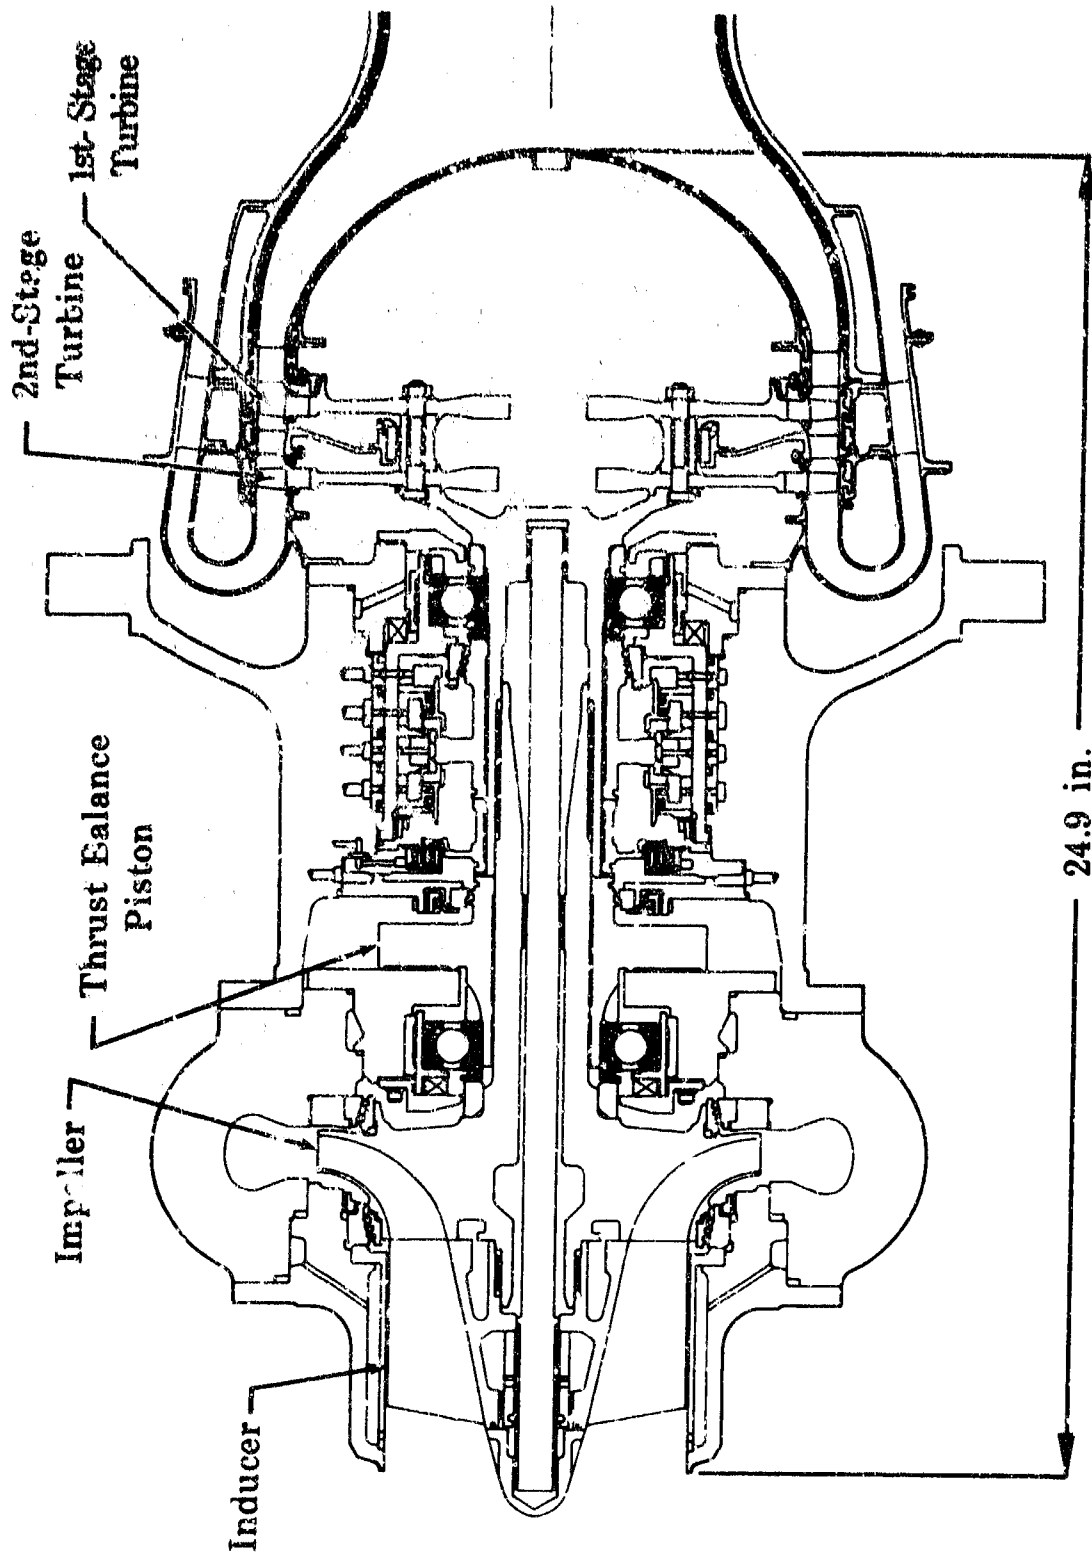 Inducer
Impeller
Thrust Balance
Piston
2nd-Stage
Turbine
1st-Stage
Turbine
24.9 in.